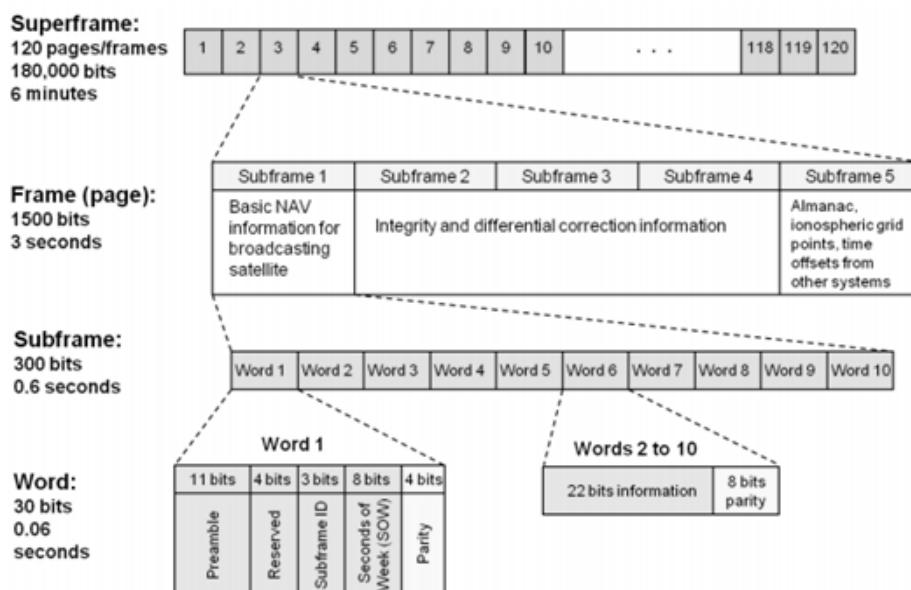 Superframe:
120 pages/frames
180,000 bits
6 minutes
1 2 3 4 5 6 7 8 9 10 . . . 118 119 120
Frame (page):
1500 bits
3 seconds
Subframe 1 Subframe 2 Subframe 3 Subframe 4 Subframe 5
Basic NAV
information for
broadcasting
satellite
Integrity and differential correction information
Almanac,
ionospheric grid
points, time
offsets from
other systems
Subframe:
300 bits
0.6 seconds
Word 1 Word 2 Word 3 Word 4 Word 5 Word 6 Word 7 Word 8 Word 9 Word 10
Word:
30 bits
0.06
seconds
Word 1
11 bits 4 bits 3 bits 8 bits 4 bits
Preamble
Reserved
Subframe ID
Seconds of
Week (SOW)
Parity
Words 2 to 10
22 bits information
8 bits
parity